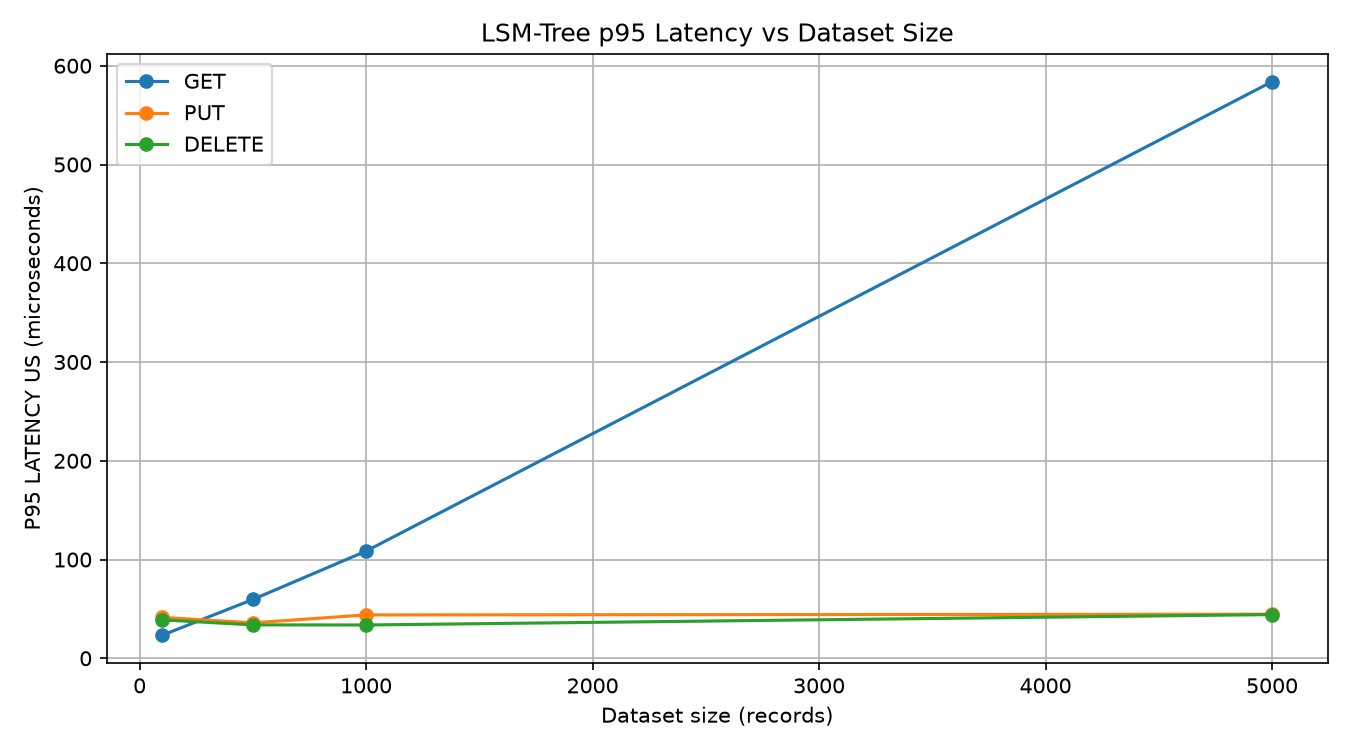 LSM-Tree p95 Latency vs Dataset Size
GET
PUT
DELETE
P95 LATENCY US (microseconds)
600
500
400
300
200
100
0
0 1000 2000 3000 4000 5000
Dataset size (records)